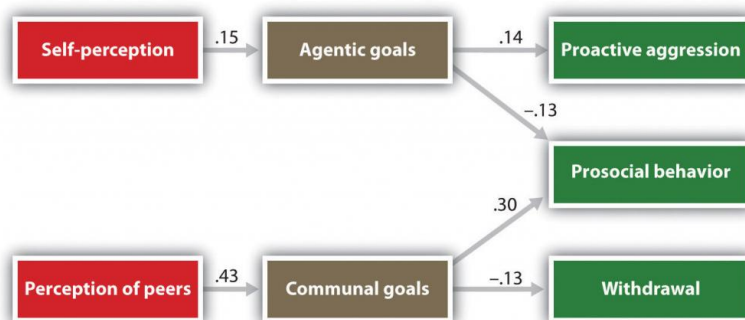 Self-perception
.15
Agentic goals
.14
Proactive aggression
–.13
Prosocial behavior
.30
Perception of peers
.43
Communal goals
–.13
Withdrawal